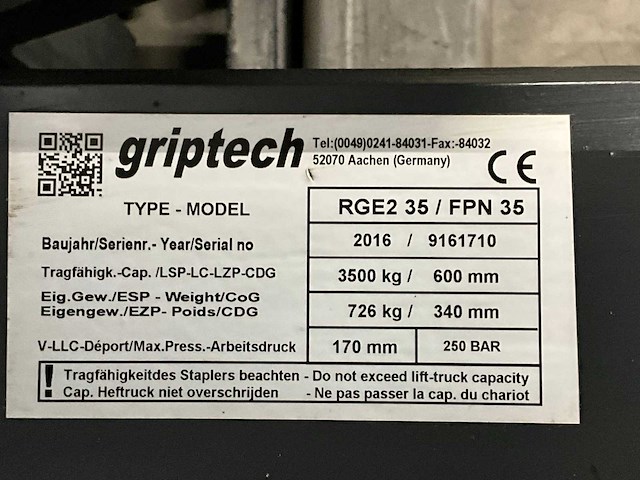 griptech
Tel:(0049)0241-84031-Fax:-84032
52070 Aachen (Germany)
CE
TYPE - MODEL RGE2 35 / FPN 35
Baujahr/Serienr.- Year/Serial no 2016 / 9161710
Tragfähigk.-Cap. /LSP-LC-LZP-CDG 3500 kg / 600 mm
Eig.Gew./ESP - Weight/CoG
Eigengew./EZP- Poids/CDG 726 kg / 340 mm
V-LLC-Déport/Max.Press.-Arbeitsdruck 170 mm 250 BAR
! Tragfähigkeitdes Staplers beachten - Do not exceed lift-truck capacity
Cap. Heftruck niet overschrijden - Ne pas passer la cap. du chariot